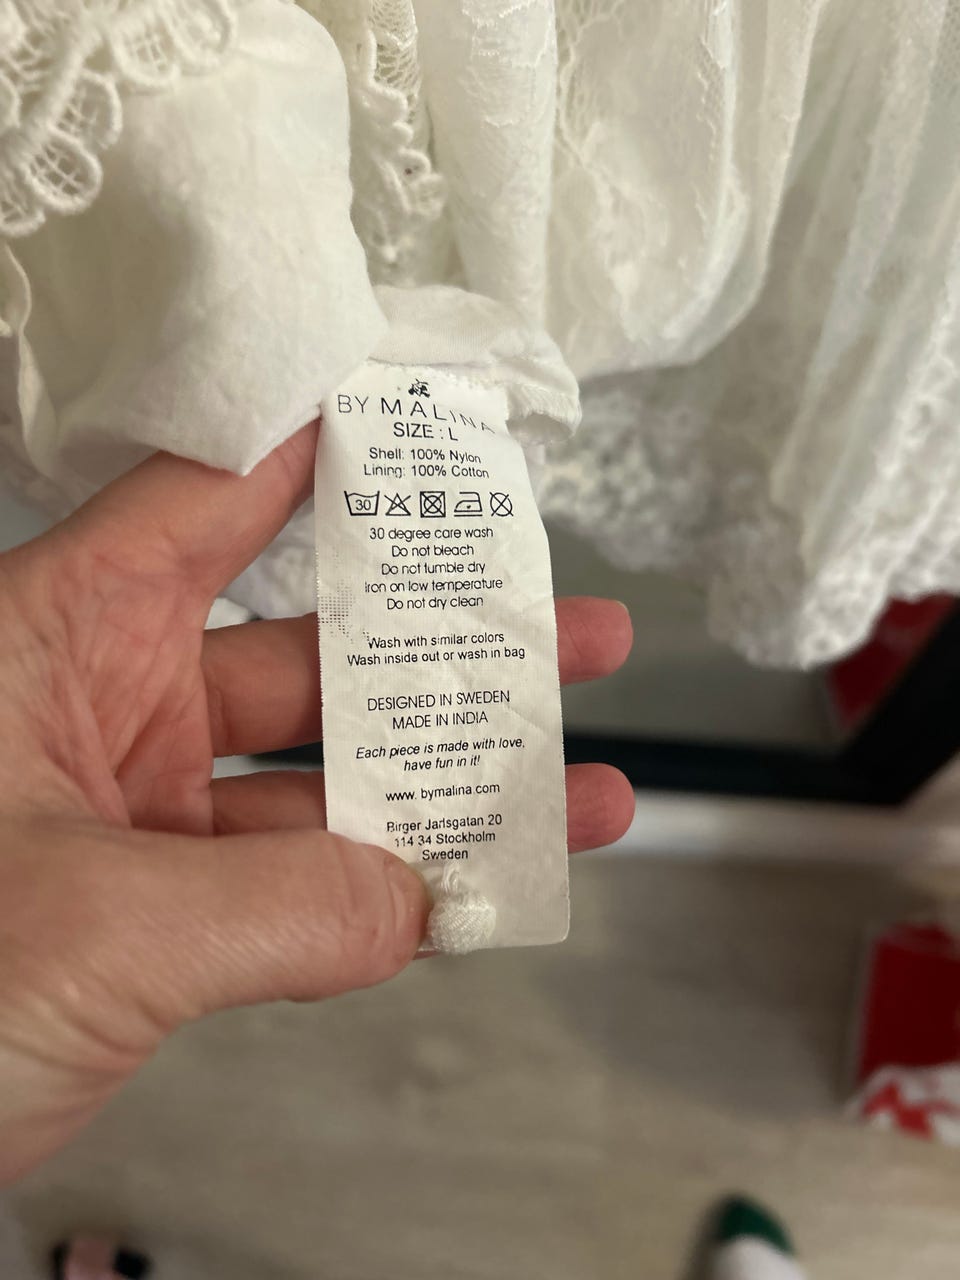 BY MALINA
SIZE : L
Shell: 100% Nylon
Lining: 100% Cotton
30
30 degree care wash
Do not bleach
Do not tumble dry
Iron on low temperature
Do not dry clean
Wash with similar colors
Wash inside out or wash in bag
DESIGNED IN SWEDEN
MADE IN INDIA
Each piece is made with love,
have fun in it!
www. bymalina.com
Birger Jarlsgatan 20
114 34 Stockholm
Sweden